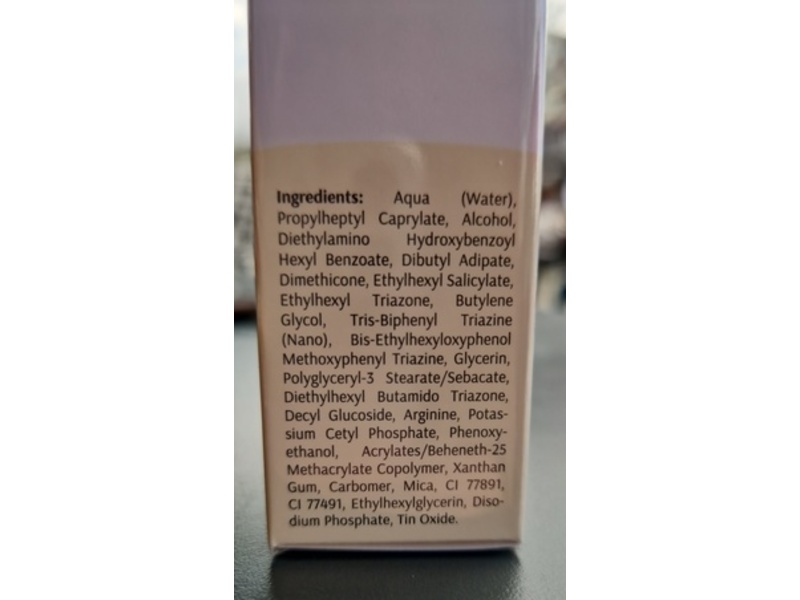 Ingredients: Aqua (Water),
Propylheptyl Caprylate, Alcohol,
Diethylamino Hydroxybenzoyl
Hexyl Benzoate, Dibutyl Adipate,
Dimethicone, Ethylhexyl Salicylate,
Ethylhexyl Triazone, Butylene
Glycol, Tris-Biphenyl Triazine
(Nano), Bis-Ethylhexyloxyphenol
Methoxyphenyl Triazine, Glycerin,
Polyglyceryl-3 Stearate/Sebacate,
Diethylhexyl Butamido Triazone,
Decyl Glucoside, Arginine, Potas-
sium Cetyl Phosphate, Phenoxy-
ethanol, Acrylates/Beheneth-25
Methacrylate Copolymer, Xanthan
Gum, Carbomer, Mica, CI 77891,
CI 77491, Ethylhexylglycerin, Diso-
dium Phosphate, Tin Oxide.